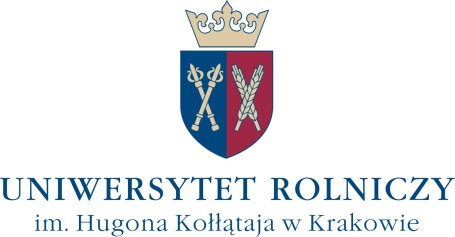 UNIWERSYTET ROLNICZY
im. Hugona Kołłątaja w Krakowie